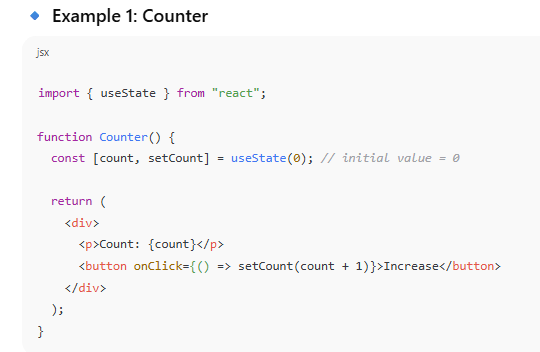 Example 1: Counter
jsx
import { useState } from "react";
function Counter() {
const [count, setCount] = useState(0); // initial value = 0
return (
<div>
<p>Count: {count}</p>
<button onClick={() => setCount(count + 1)}>Increase</button>
</div>
);
}